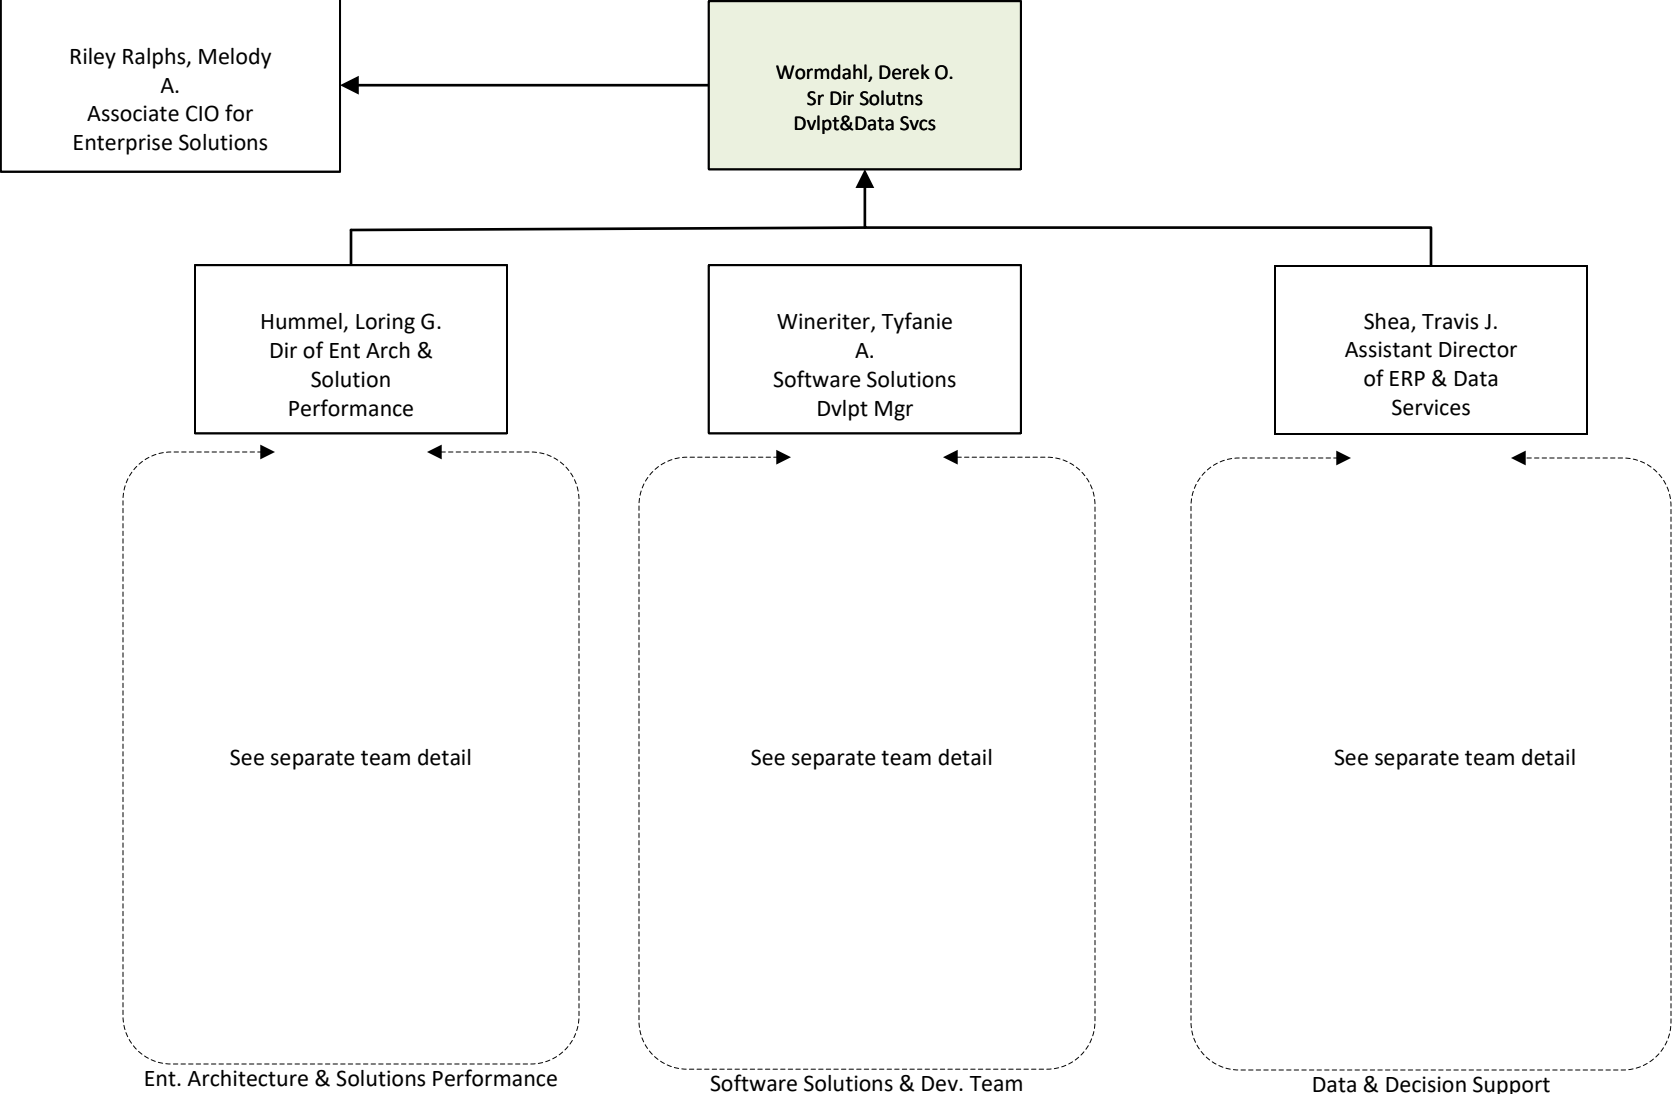 Riley Ralphs, Melody
A.
Associate CIO for
Enterprise Solutions
Wormdahl, Derek O.
Sr Dir Solutns
Dvlpt&Data Svcs
Hummel, Loring G.
Dir of Ent Arch &
Solution
Performance
Wineriter, Tyfanie
A.
Software Solutions
Dvlpt Mgr
Shea, Travis J.
Assistant Director
of ERP & Data
Services
See separate team detail
See separate team detail
See separate team detail
Ent. Architecture & Solutions Performance
Software Solutions & Dev. Team
Data & Decision Support